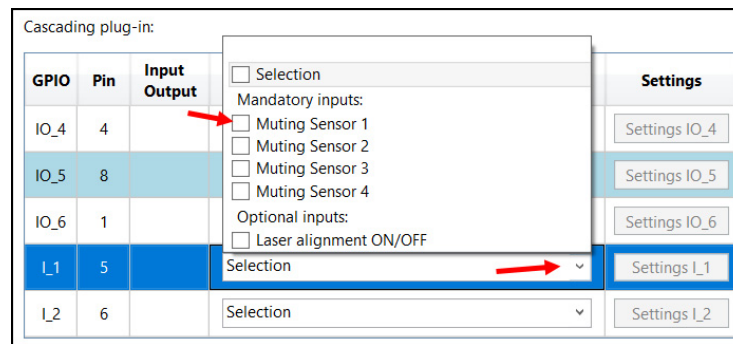 Cascading plug-in:
GPIO Pin Input Output Settings
Selection
Mandatory inputs:
IO_4 4 Muting Sensor 1 Settings IO_4
Muting Sensor 2
IO_5 8 Muting Sensor 3 Settings IO_5
Muting Sensor 4
IO_6 1 Optional inputs: Settings IO_6
Laser alignment ON/OFF
I_1 5 Selection Settings I_1
I_2 6 Selection Settings I_2